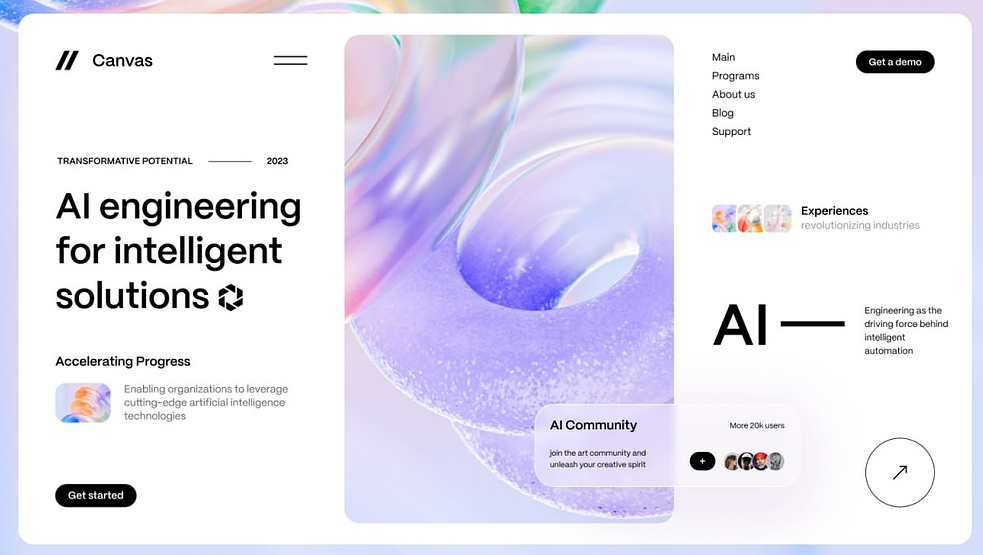 Canvas
TRANSFORMATIVE POTENTIAL
2023
AI engineering
for intelligent
solutions
Accelerating Progress
Enabling organizations to leverage
cutting-edge artificial intelligence
technologies
Get started
AI Community
More 20k users
join the art community and
unleash your creative spirit
+
Main
Programs
About us
Blog
Support
Get a demo
Experiences
revolutionizing industries
AI
Engineering as the
driving force behind
intelligent
automation